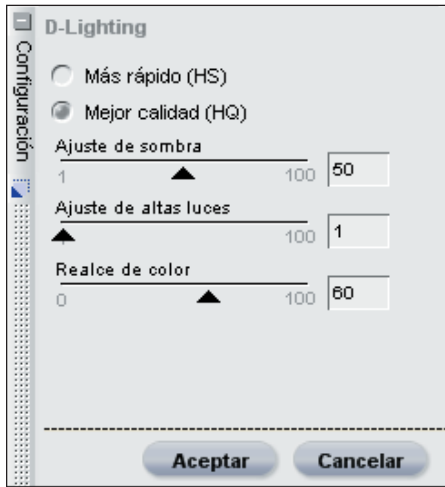 D-Lighting
Configuración
Más rápido (HS)
Mejor calidad (HQ)
Ajuste de sombra
1 100 50
Ajuste de altas luces
100 1
Realce de color
0 100 60
Aceptar Cancelar